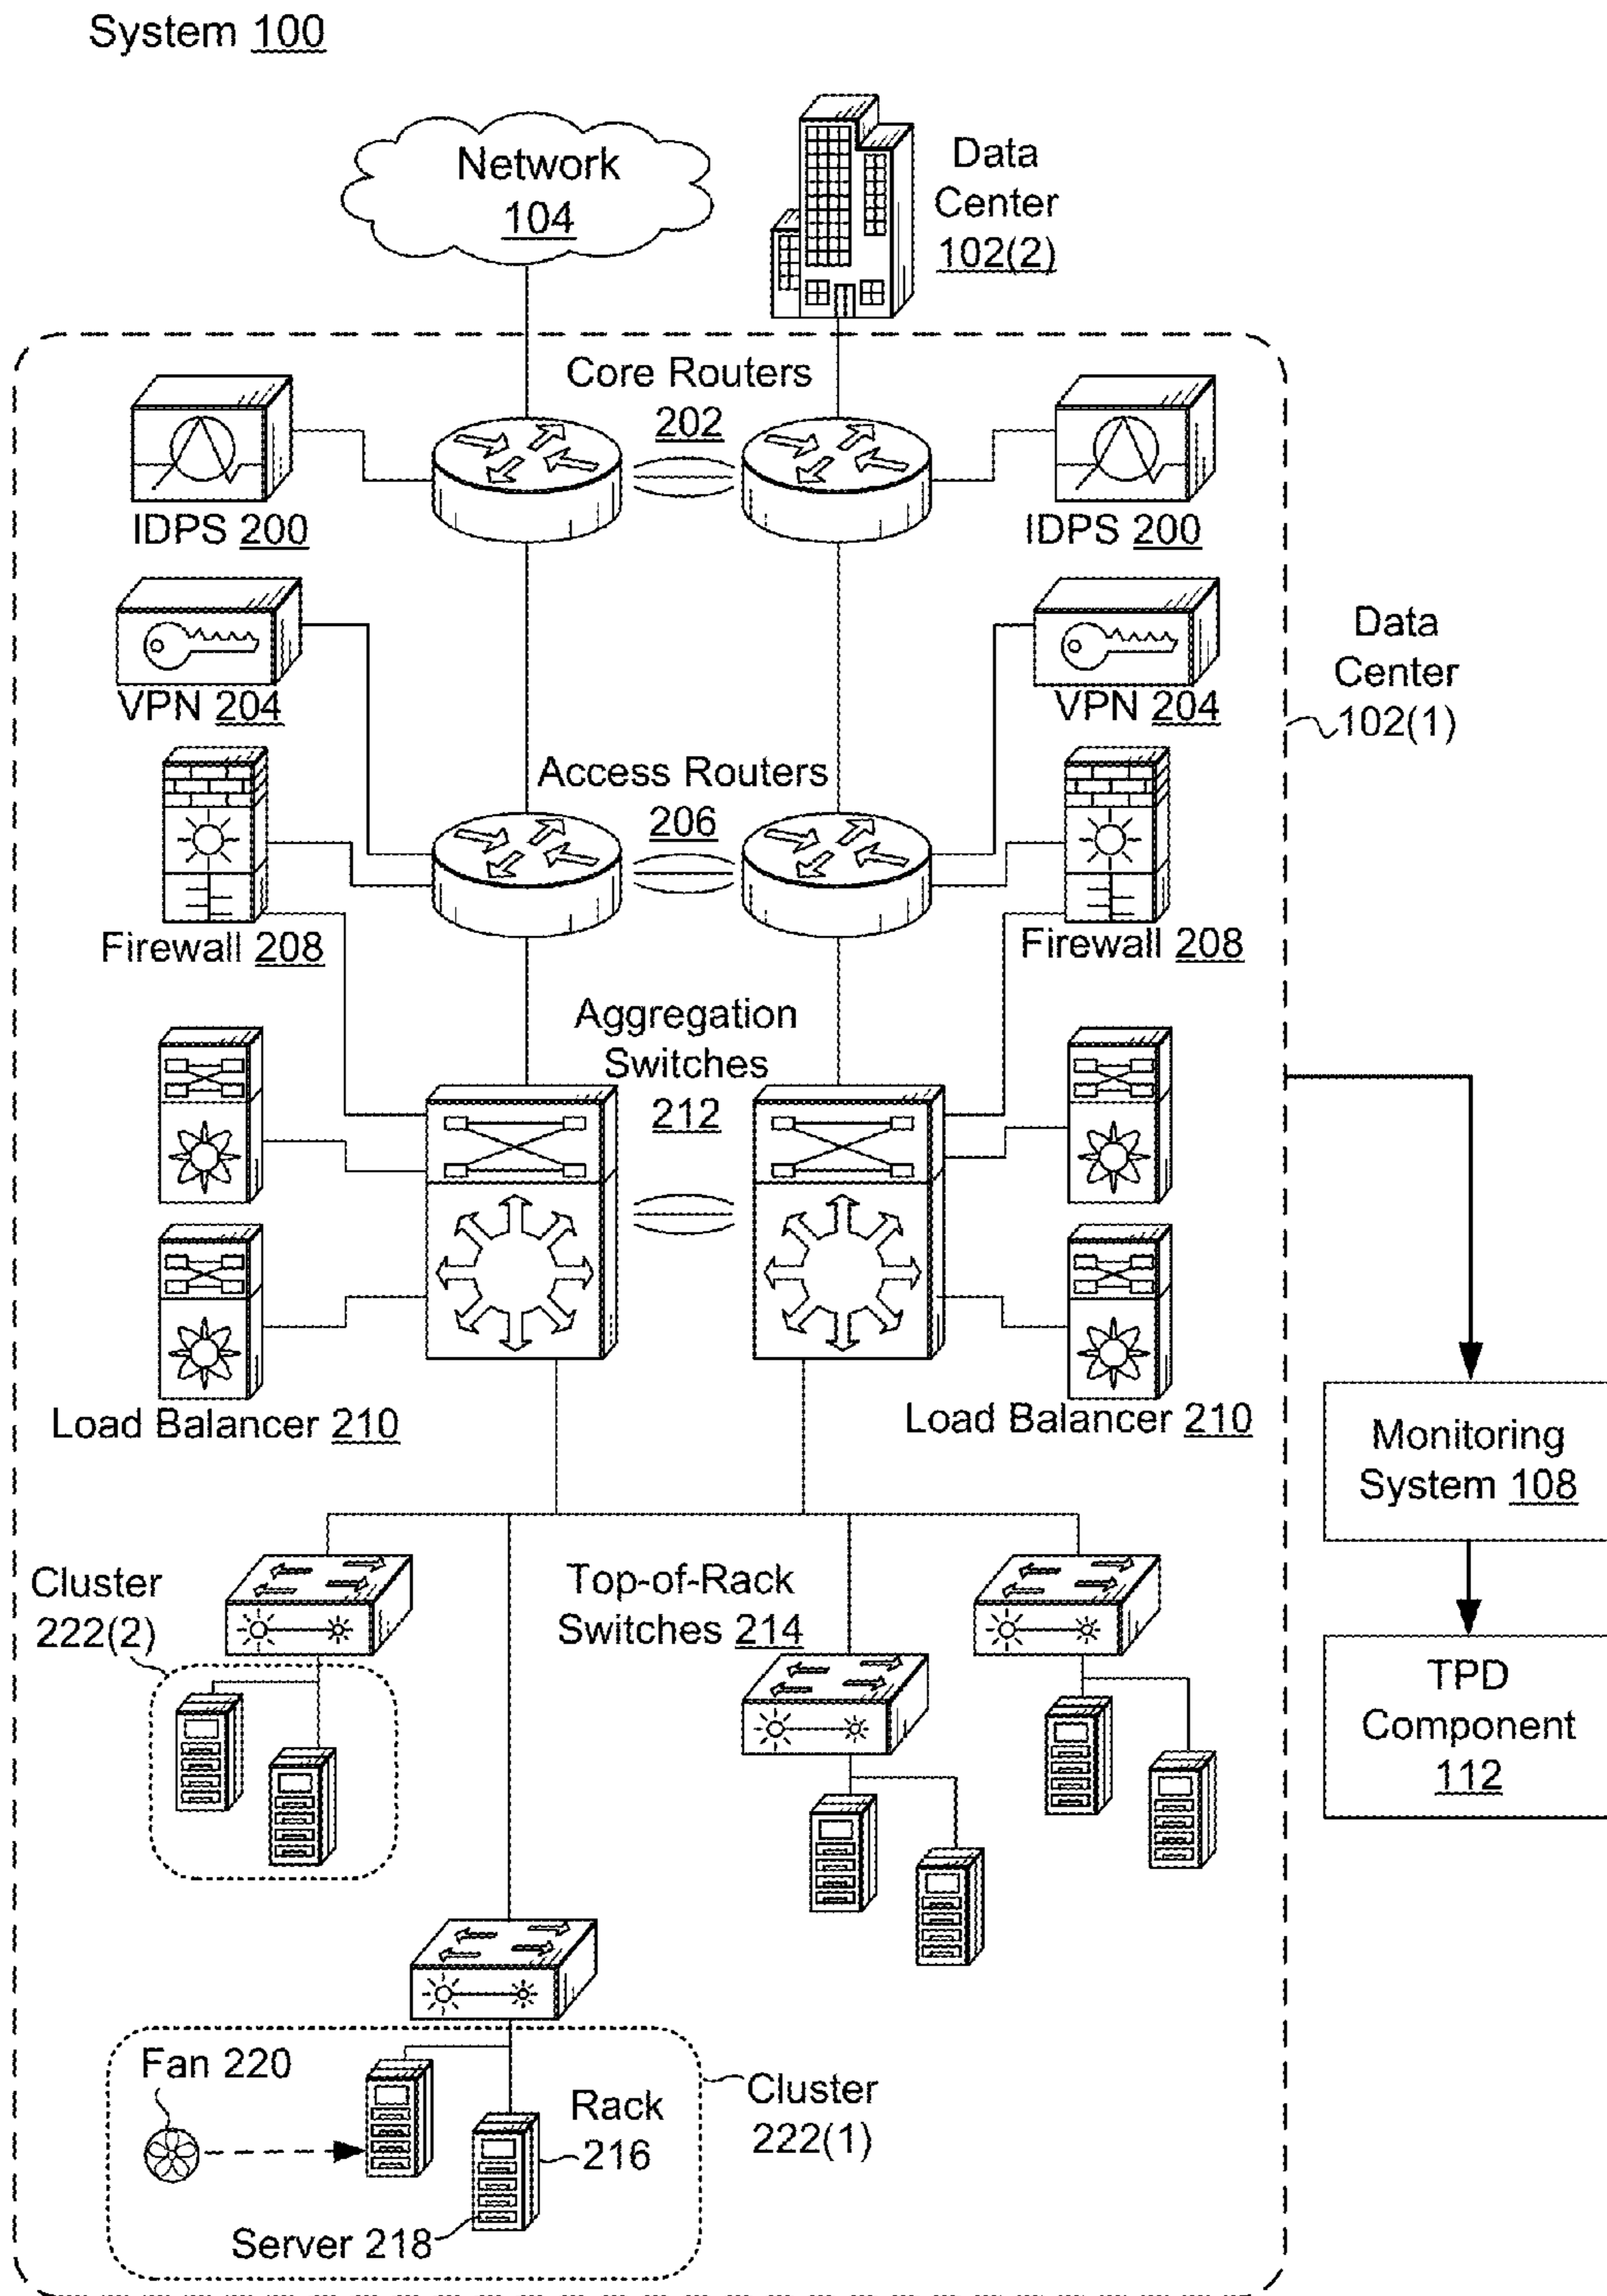 System 100
Network
104
Data
Center
102(2)
Core Routers
202
IDPS 200
IDPS 200
VPN 204
VPN 204
Data
Center
102(1)
Access Routers
206
Firewall 208
Firewall 208
Aggregation
Switches
212
Load Balancer 210
Load Balancer 210
Monitoring
System 108
Cluster
222(2)
Top-of-Rack
Switches 214
TPD
Component
112
Fan 220
Rack
216
Cluster
222(1)
Server 218